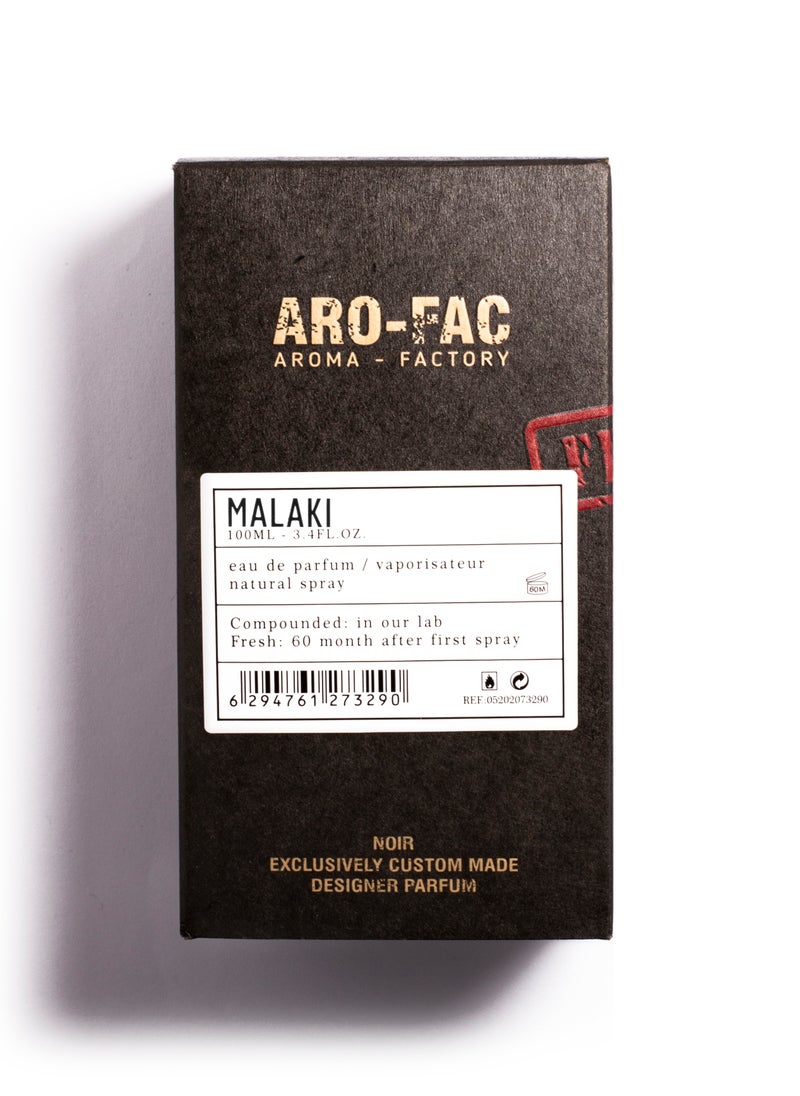 ARO-FAC
AROMA - FACTORY
MALAKI
100ML - 3.4FL.OZ.
eau de parfum / vaporisateur
natural spray
60M
Compounded: in our lab
Fresh: 60 month after first spray
6 294761 273290
REF:05202073290
NOIR
EXCLUSIVELY CUSTOM MADE
DESIGNER PARFUM